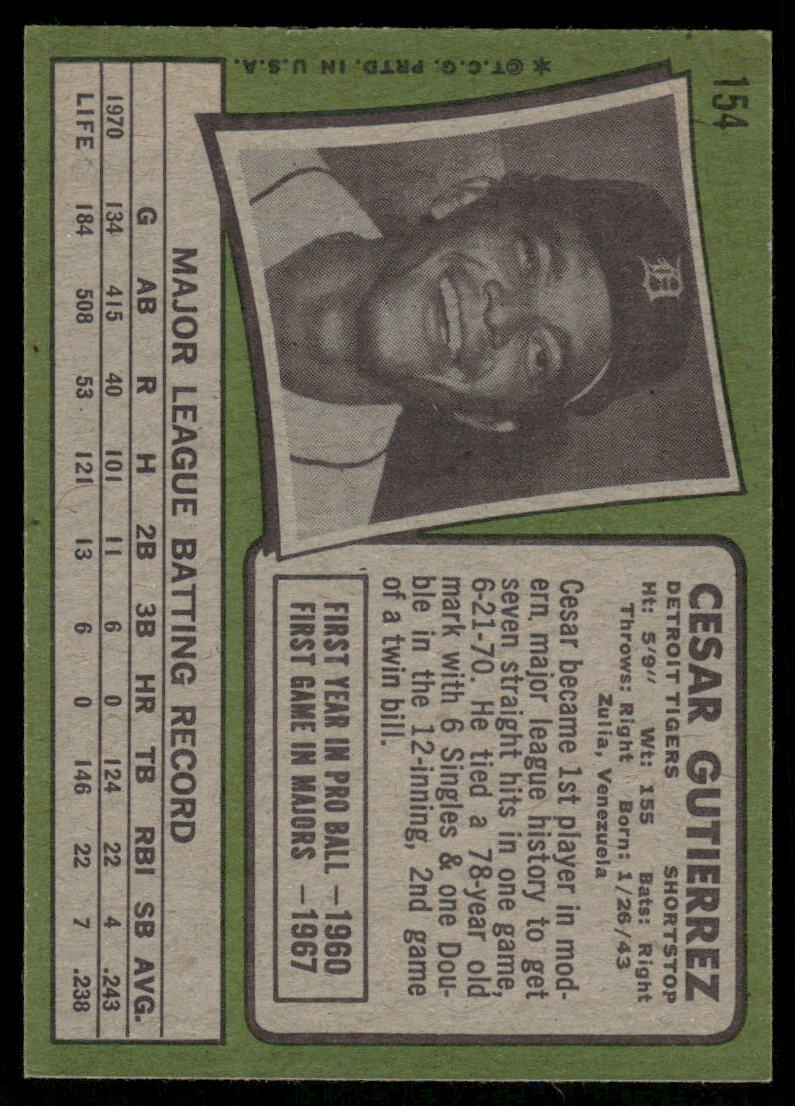 154
* ©T.C.G. PRTD. IN U.S.A.
D
CESAR GUTIERREZ
DETROIT TIGERS SHORTSTOP
Ht: 5'9" Wt: 155 Bats: Right
Throws: Right Born: 1/26/43
Zulia, Venezuela
Cesar became 1st player in mod-
ern major league history to get
seven straight hits in one game,
6-21-70. He tied a 78-year old
mark with 6 Singles & one Dou-
ble in the 12-inning, 2nd game
of a twin bill.
FIRST YEAR IN PRO BALL —1960
FIRST GAME IN MAJORS —1967
MAJOR LEAGUE BATTING RECORD
G AB R H 2B 3B HR TB RBI SB AVG.
1970 134 415 40 101 11 6 0 124 22 4 .243
LIFE 184 508 53 121 13 6 0 146 22 7 .238